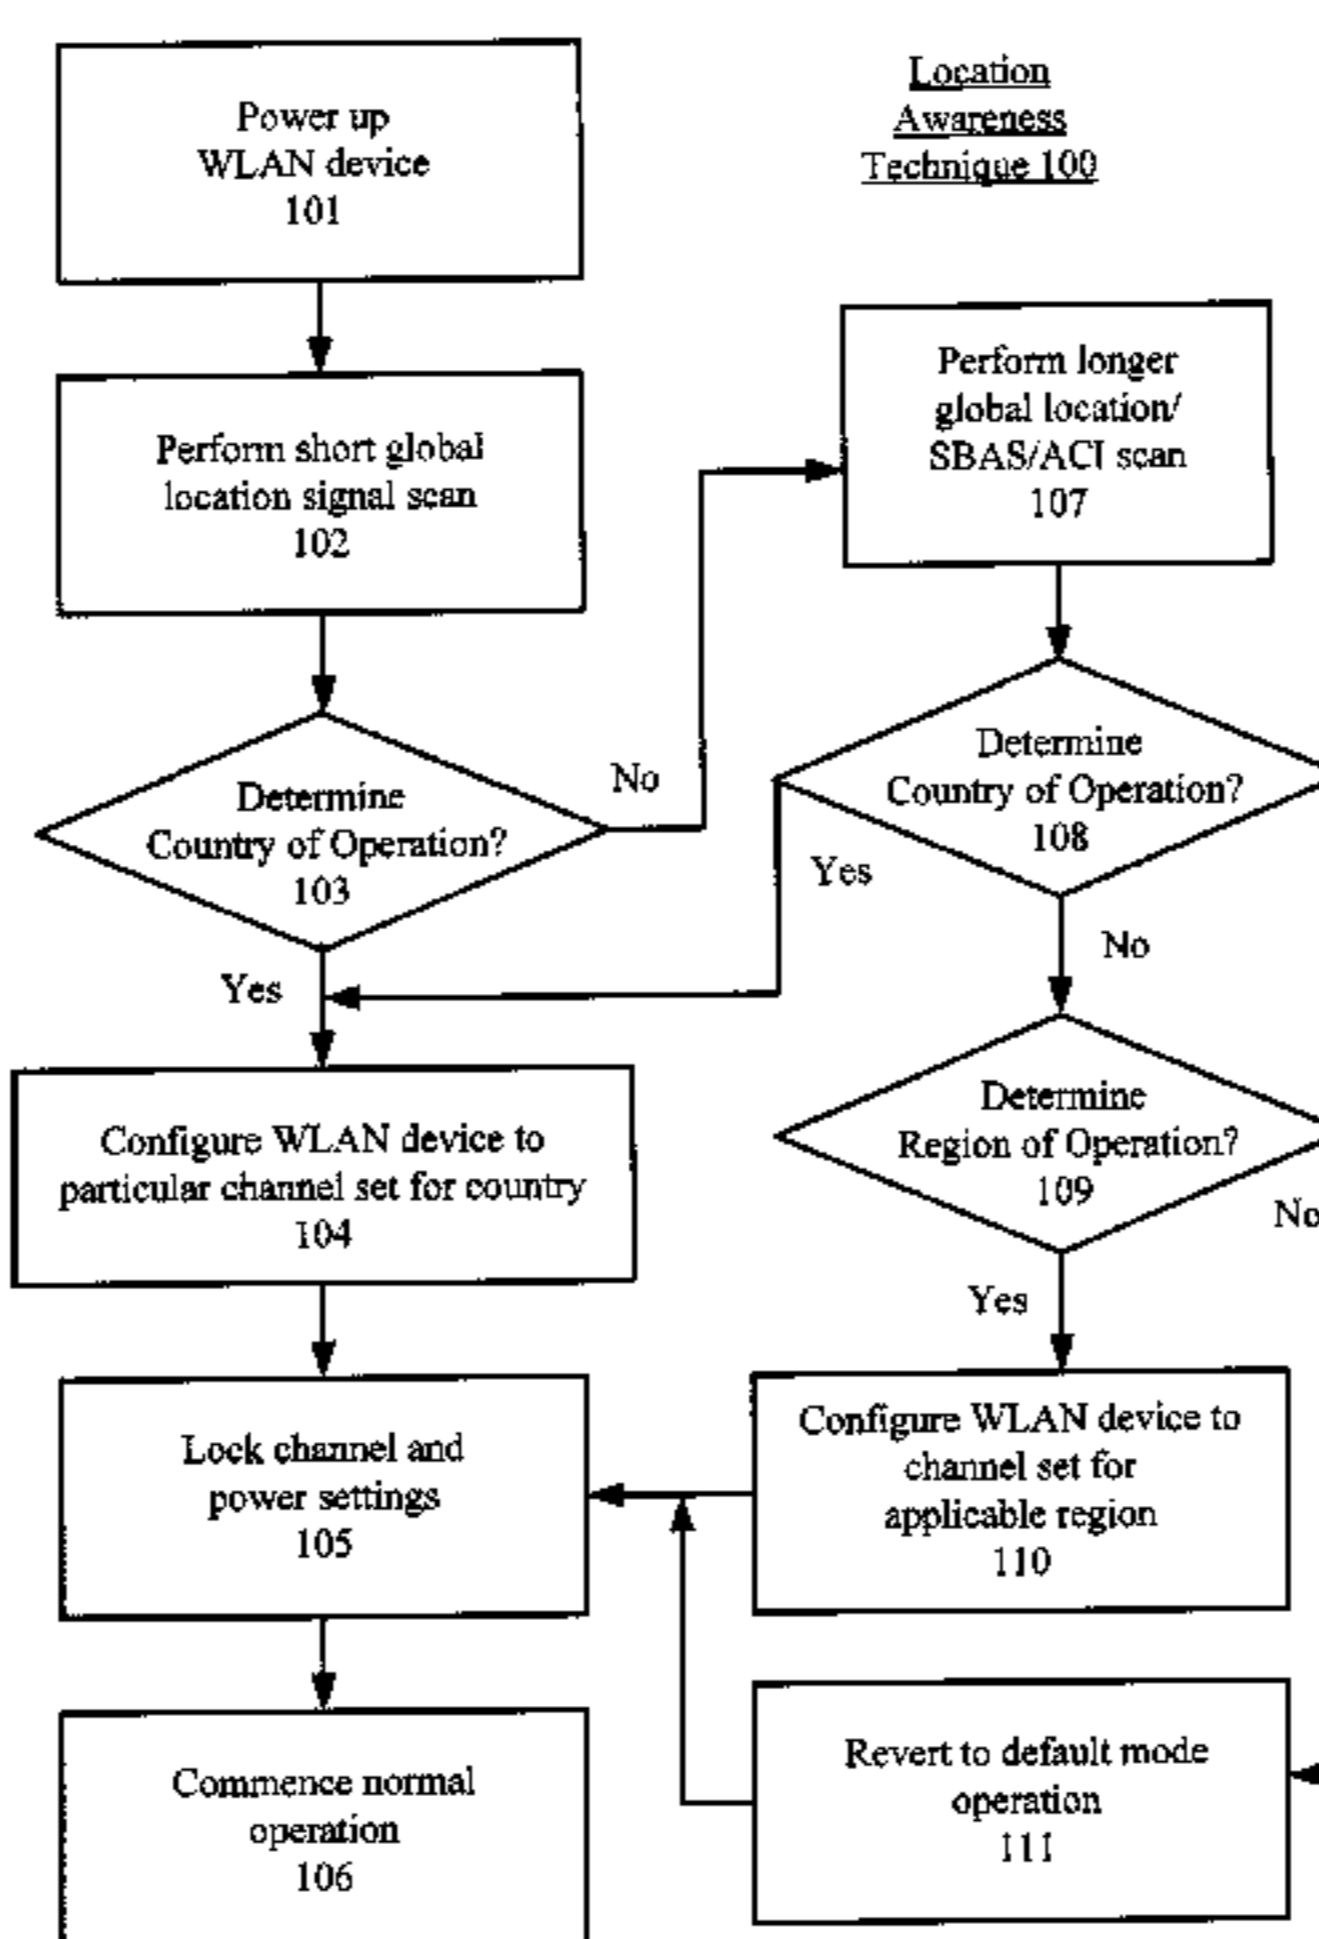 Location
Awareness
Technique 100
Power up
WLAN device
101
Perform short global
location signal scan
102
Determine
Country of Operation?
103
No
Yes
Configure WLAN device to
particular channel set for country
104
Lock channel and
power settings
105
Commence normal
operation
106
Perform longer
global location/
SBAS/ACI scan
107
Determine
Country of Operation?
108
Yes
No
Determine
Region of Operation?
109
No
Yes
Configure WLAN device to
channel set for
applicable region
110
Revert to default mode
operation
111